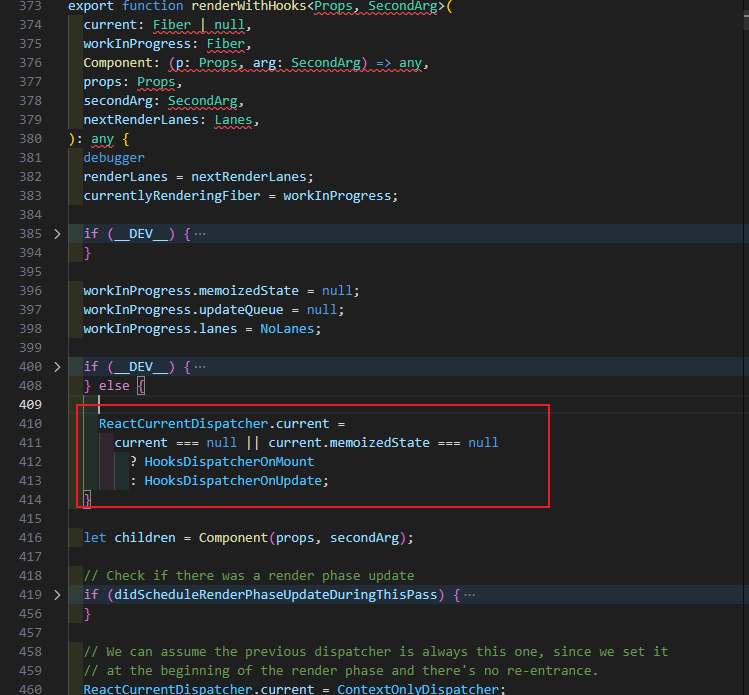 373 export function renderWithHooks<Props, SecondArg>(
374 current: Fiber | null,
375 workInProgress: Fiber,
376 Component: (p: Props, arg: SecondArg) => any,
377 props: Props,
378 secondArg: SecondArg,
379 nextRenderLanes: Lanes,
380 ): any {
381 debugger
382 renderLanes = nextRenderLanes;
383 currentlyRenderingFiber = workInProgress;
384
385 > if (__DEV__) { ⋯
394 }
395
396 workInProgress.memoizedState = null;
397 workInProgress.updateQueue = null;
398 workInProgress.lanes = NoLanes;
399
400 > if (__DEV__) { ⋯
408 } else {
409
410 ReactCurrentDispatcher.current =
411 current === null || current.memoizedState === null
412 ? HooksDispatcherOnMount
413 : HooksDispatcherOnUpdate;
414 }
415
416 let children = Component(props, secondArg);
417
418 // Check if there was a render phase update
419 > if (didScheduleRenderPhaseUpdateDuringThisPass) { ⋯
456 }
457
458 // We can assume the previous dispatcher is always this one, since we set it
459 // at the beginning of the render phase and there's no re-entrance.
460 ReactCurrentDispatcher.current = ContextOnlyDispatcher;